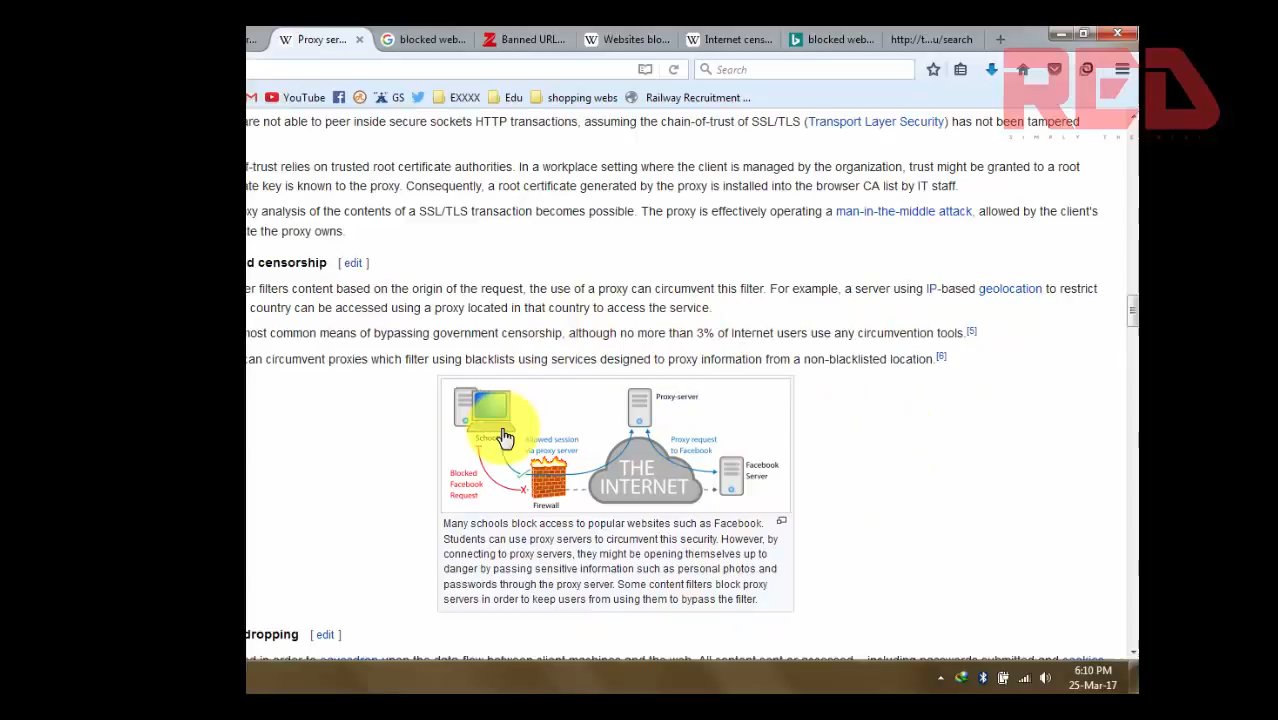 Proxy ser...
blocked web...
Banned URL...
Websites blo...
Internet cens...
blocked web...
http://t...u/search
Search
YouTube
GS
EXXXX
Edu
shopping webs
Railway Recruitment ...
RED
are not able to peer inside secure sockets HTTP transactions, assuming the chain-of-trust of SSL/TLS (Transport Layer Security) has not been tampered
f-trust relies on trusted root certificate authorities. In a workplace setting where the client is managed by the organization, trust might be granted to a root
ate key is known to the proxy. Consequently, a root certificate generated by the proxy is installed into the browser CA list by IT staff.
xy analysis of the contents of a SSL/TLS transaction becomes possible. The proxy is effectively operating a man-in-the-middle attack, allowed by the client's
te the proxy owns.
d censorship [ edit ]
er filters content based on the origin of the request, the use of a proxy can circumvent this filter. For example, a server using IP-based geolocation to restrict
country can be accessed using a proxy located in that country to access the service.
most common means of bypassing government censorship, although no more than 3% of Internet users use any circumvention tools.[5]
an circumvent proxies which filter using blacklists using services designed to proxy information from a non-blacklisted location.[6]
Proxy-server
Allowed session
via proxy server
Proxy request
to Facebook
Blocked
Facebook
Request
THE
INTERNET
Facebook
Server
Firewall
Many schools block access to popular websites such as Facebook.
Students can use proxy servers to circumvent this security. However, by
connecting to proxy servers, they might be opening themselves up to
danger by passing sensitive information such as personal photos and
passwords through the proxy server. Some content filters block proxy
servers in order to keep users from using them to bypass the filter.
dropping [ edit ]
6:10 PM
25-Mar-17